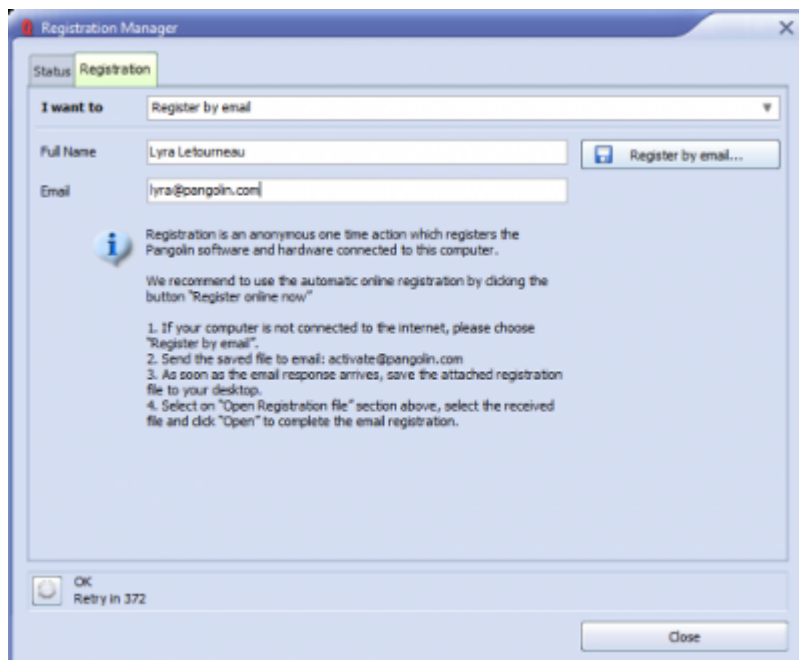 Registration Manager
Status Registration
I want to Register by email
Full Name Lyra Letourneau Register by email...
Email lyra@pangolin.com
Registration is an anonymous one time action which registers the
Pangolin software and hardware connected to this computer.
We recommend to use the automatic online registration by clicking the
button "Register online now"
1. If your computer is not connected to the internet, please choose
"Register by email".
2. Send the saved file to email: activate@pangolin.com
3. As soon as the email response arrives, save the attached registration
file to your desktop.
4. Select on "Open Registration file" section above, select the received
file and click "Open" to complete the email registration.
OK
Retry in 372
Close